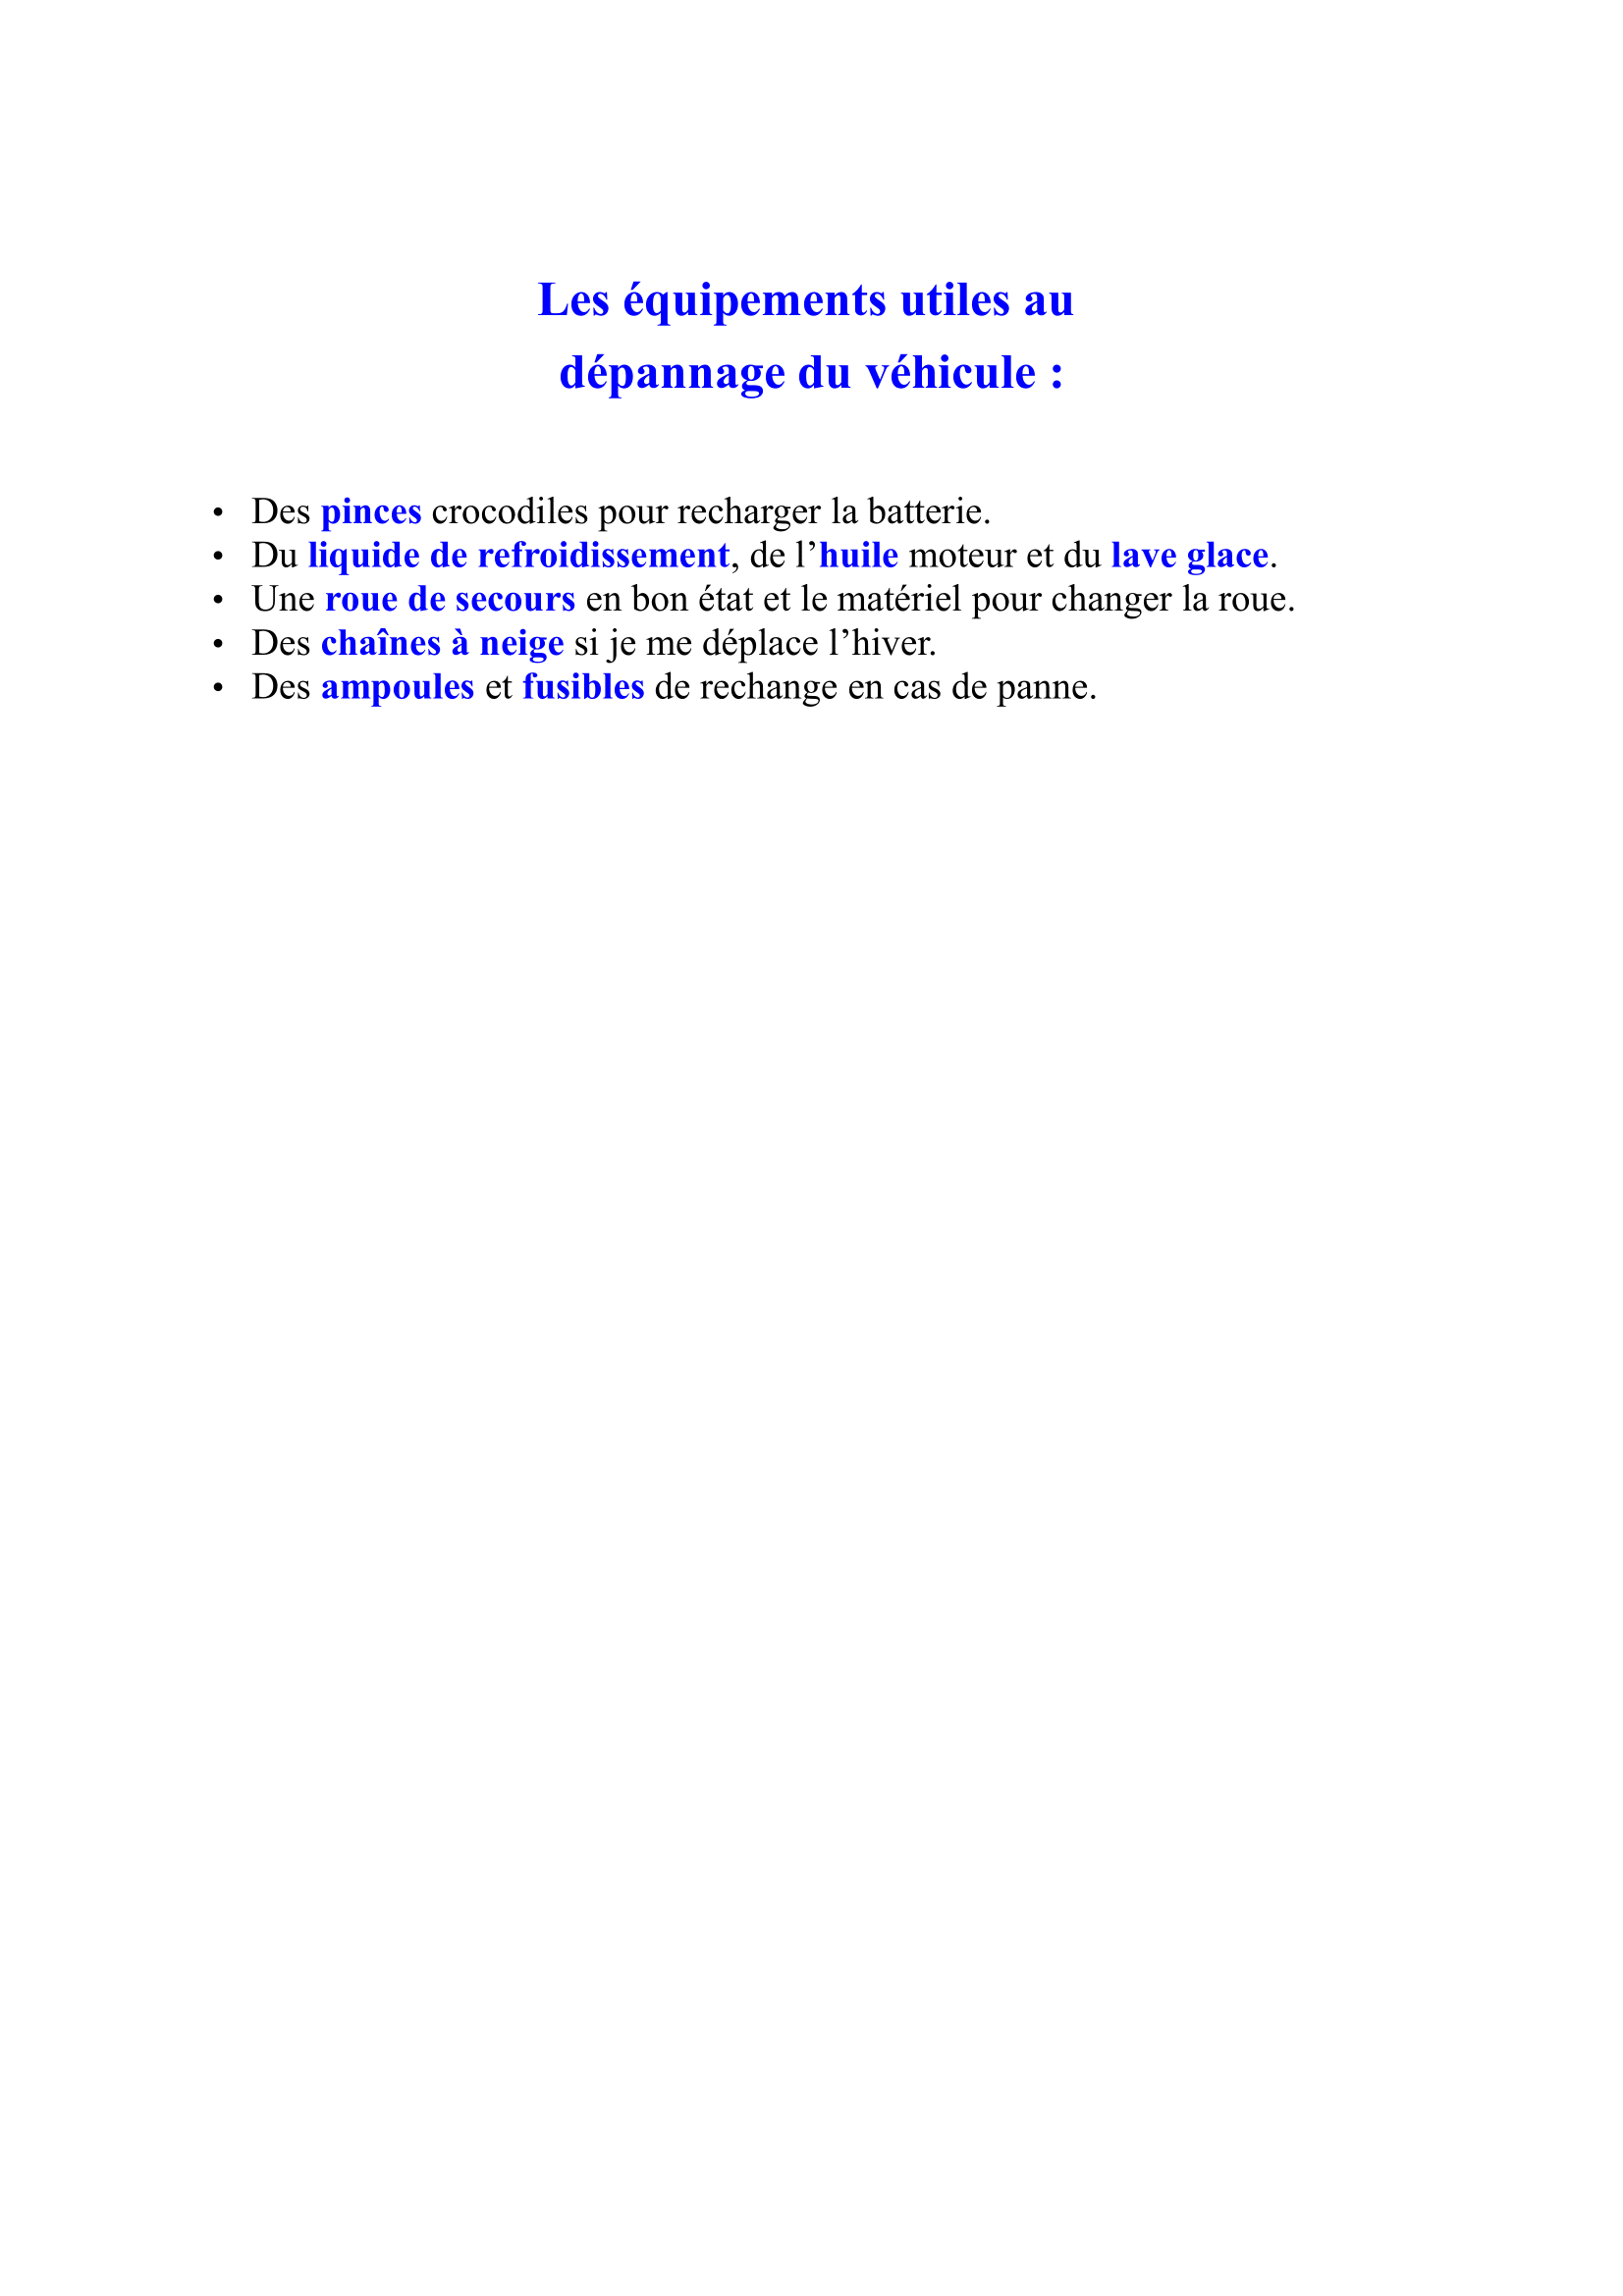 Les équipements utiles au
dépannage du véhicule :
• Des pinces crocodiles pour recharger la batterie.
• Du liquide de refroidissement, de l’huile moteur et du lave glace.
• Une roue de secours en bon état et le matériel pour changer la roue.
• Des chaînes à neige si je me déplace l’hiver.
• Des ampoules et fusibles de rechange en cas de panne.